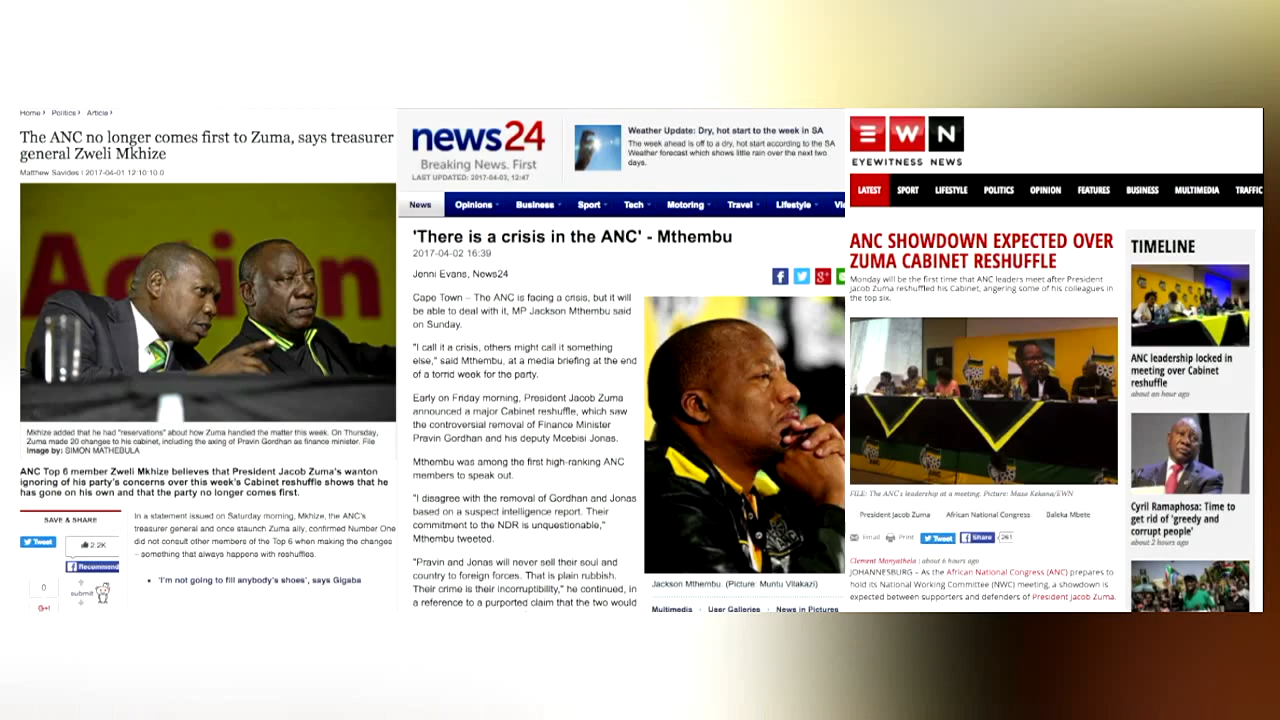 Home › Politics › Article ›
The ANC no longer comes first to Zuma, says treasurer
general Zweli Mkhize
Matthew Savides | 2017-04-01 12:10:10.0
Action
Mkhize added that he had "reservations" about how Zuma handled the matter this week. On Thursday,
Zuma made 20 changes to his cabinet, including the axing of Pravin Gordhan as finance minister. File
Image by: SIMON MATHEBULA
ANC Top 6 member Zweli Mkhize believes that President Jacob Zuma's wanton
ignoring of his party's concerns over this week's Cabinet reshuffle shows that he
has gone on his own and that the party no longer comes first.
SAVE & SHARE
Tweet
2.2K
Recommend
0
submit
G+1
In a statement issued on Saturday morning, Mkhize, the ANC's
treasurer general and once staunch Zuma ally, confirmed Number One
did not consult other members of the Top 6 when making the changes
– something that always happens with reshuffles.
• 'I'm not going to fill anybody's shoes', says Gigaba
news24
Breaking News. First
LAST UPDATED: 2017-04-03, 12:47
Weather Update: Dry, hot start to the week in SA
The week ahead is off to a dry, hot start according to the SA
Weather forecast which shows little rain over the next two
days.
News Opinions Business Sport Tech Motoring Travel Lifestyle
'There is a crisis in the ANC' - Mthembu
2017-04-02 16:39
Jenni Evans, News24
Cape Town – The ANC is facing a crisis, but it will
be able to deal with it, MP Jackson Mthembu said
on Sunday.
"I call it a crisis, others might call it something
else," said Mthembu, at a media briefing at the end
of a torrid week for the party.
Early on Friday morning, President Jacob Zuma
announced a major Cabinet reshuffle, which saw
the controversial removal of Finance Minister
Pravin Gordhan and his deputy Mcebisi Jonas.
Mthembu was among the first high-ranking ANC
members to speak out.
"I disagree with the removal of Gordhan and Jonas
based on a suspect intelligence report. Their
commitment to the NDR is unquestionable,"
Mthembu tweeted.
"Pravin and Jonas will never sell their soul and
country to foreign forces. That is plain rubbish.
Their crime is their incorruptibility," he continued, in
a reference to a purported claim that the two would
Jackson Mthembu. (Picture: Muntu Vilakazi)
Multimedia · User Galleries · News in Pictures
EWN
EYEWITNESS NEWS
LATEST SPORT LIFESTYLE POLITICS OPINION FEATURES BUSINESS MULTIMEDIA TRAFFIC
ANC SHOWDOWN EXPECTED OVER
ZUMA CABINET RESHUFFLE
Monday will be the first time that ANC leaders meet after President
Jacob Zuma reshuffled his Cabinet, angering some of his colleagues in
the top six.
FILE: The ANC's leadership at a meeting. Picture: Masa Kekana/EWN
President Jacob Zuma African National Congress Baleka Mbete
Email Print Tweet Share 261
Clement Manyathela | about 6 hours ago
JOHANNESBURG – As the African National Congress (ANC) prepares to
hold its National Working Committee (NWC) meeting, a showdown is
expected between supporters and defenders of President Jacob Zuma.
TIMELINE
ANC leadership locked in
meeting over Cabinet
reshuffle
about an hour ago
Cyril Ramaphosa: Time to
get rid of 'greedy and
corrupt people'
about 2 hours ago